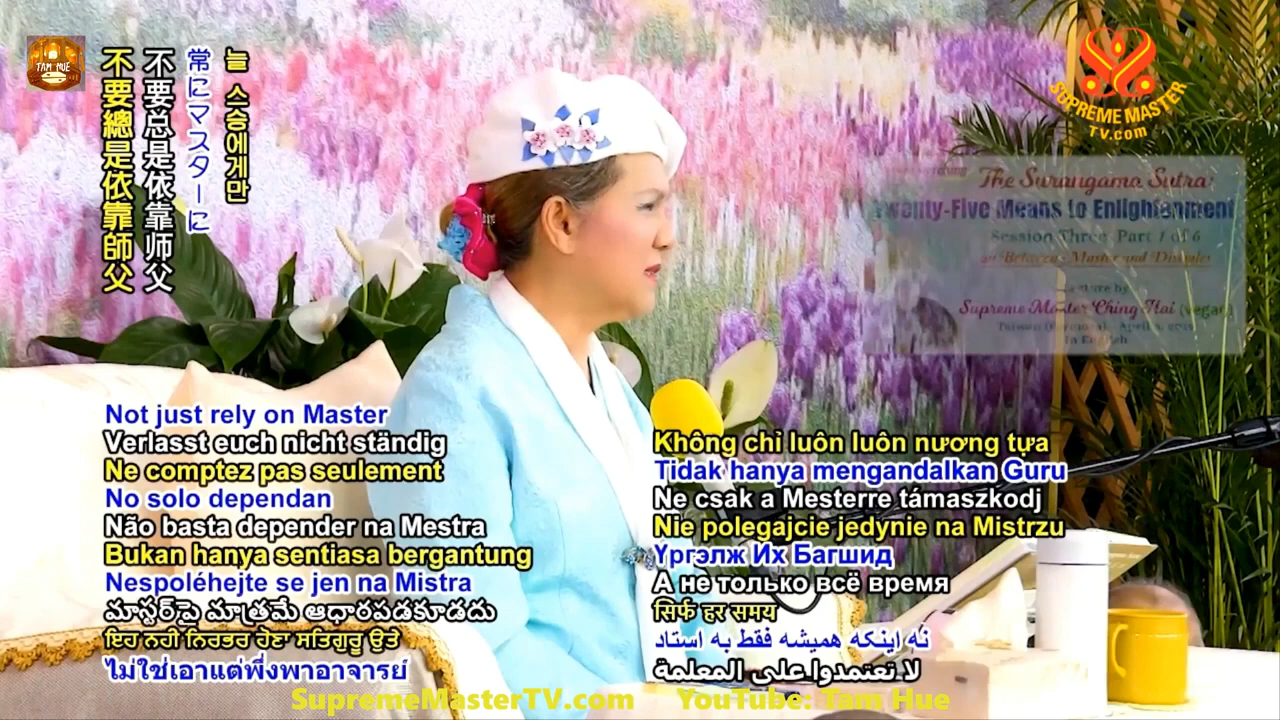 TAM HUE
늘 스승에게만
常にマスターに
不要总是依靠师父
不要總是依靠師父
SUPREME MASTER
TV.com
The Surangama Sutra:
Twenty-Five Means to Enlightenment
Session Three, Part 1 of 6
Between Master and Disciples
Lecture by
Supreme Master Ching Hai (vegan)
In English
Not just rely on Master
Verlasst euch nicht ständig
Ne comptez pas seulement
No solo dependan
Não basta depender na Mestra
Bukan hanya sentiasa bergantung
Nespoléhejte se jen na Mistra
మాస్టర్‌పై మాత్రమే ఆధారపడకూడదు
ਇਹ ਨਹੀ ਨਿਰਭਰ ਹੋਣਾ ਸਤਿਗੁਰੂ ਉਤੇ
ไม่ใช่เอาแต่พึ่งพาอาจารย์
Không chỉ luôn luôn nương tựa
Tidak hanya mengandalkan Guru
Ne csak a Mesterre támaszkodj
Nie polegajcie jedynie na Mistrzu
Үргэлж Их Багшид
А не только всё время
सिर्फ हर समय
نه اینکه همیشه فقط به استاد
لا تعتمدوا على المعلمة
SupremeMasterTV.com YouTube: Tam Hue